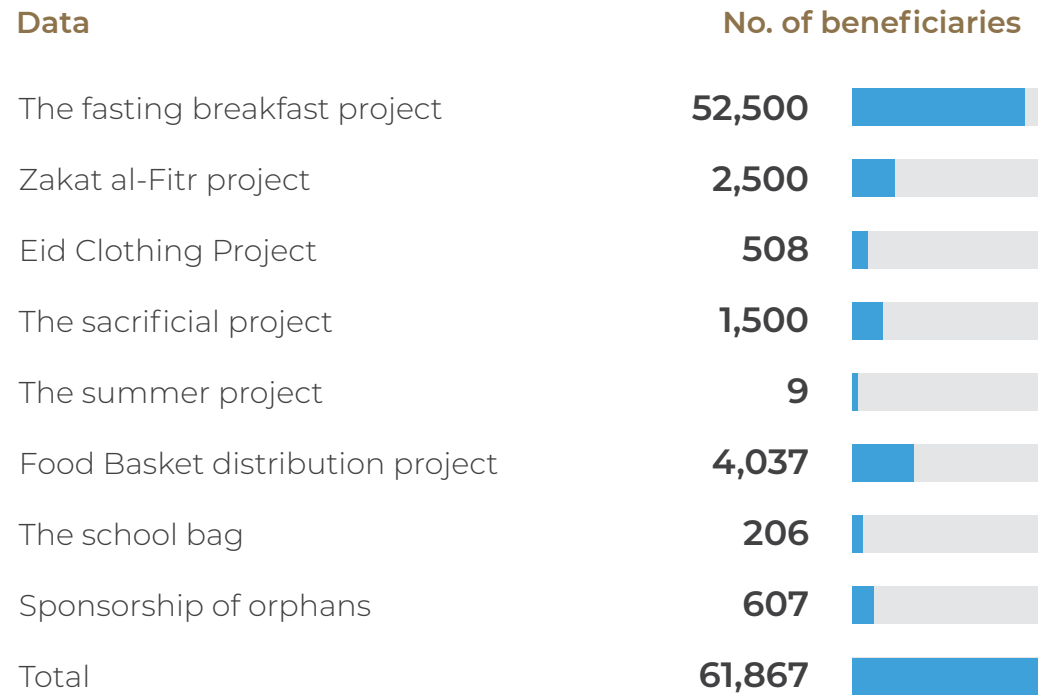 Data No. of beneficiaries
The fasting breakfast project 52,500
Zakat al-Fitr project 2,500
Eid Clothing Project 508
The sacrificial project 1,500
The summer project 9
Food Basket distribution project 4,037
The school bag 206
Sponsorship of orphans 607
Total 61,867